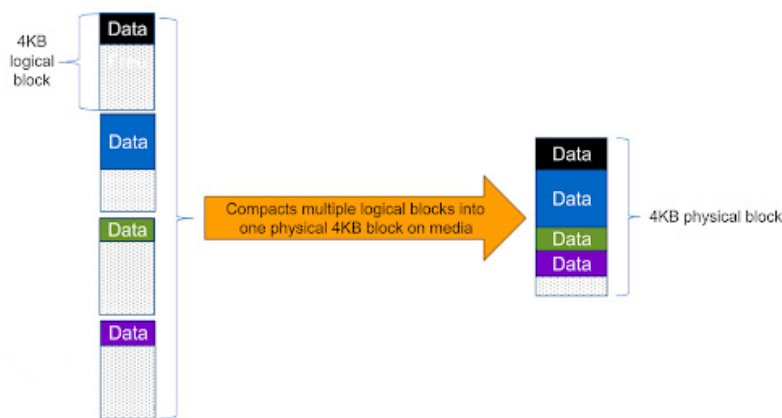 Data
4KB
logical
block
Free
Data
Data
Data
Compacts multiple logical blocks into
one physical 4KB block on media
Data
Data
Data
Data
4KB physical block